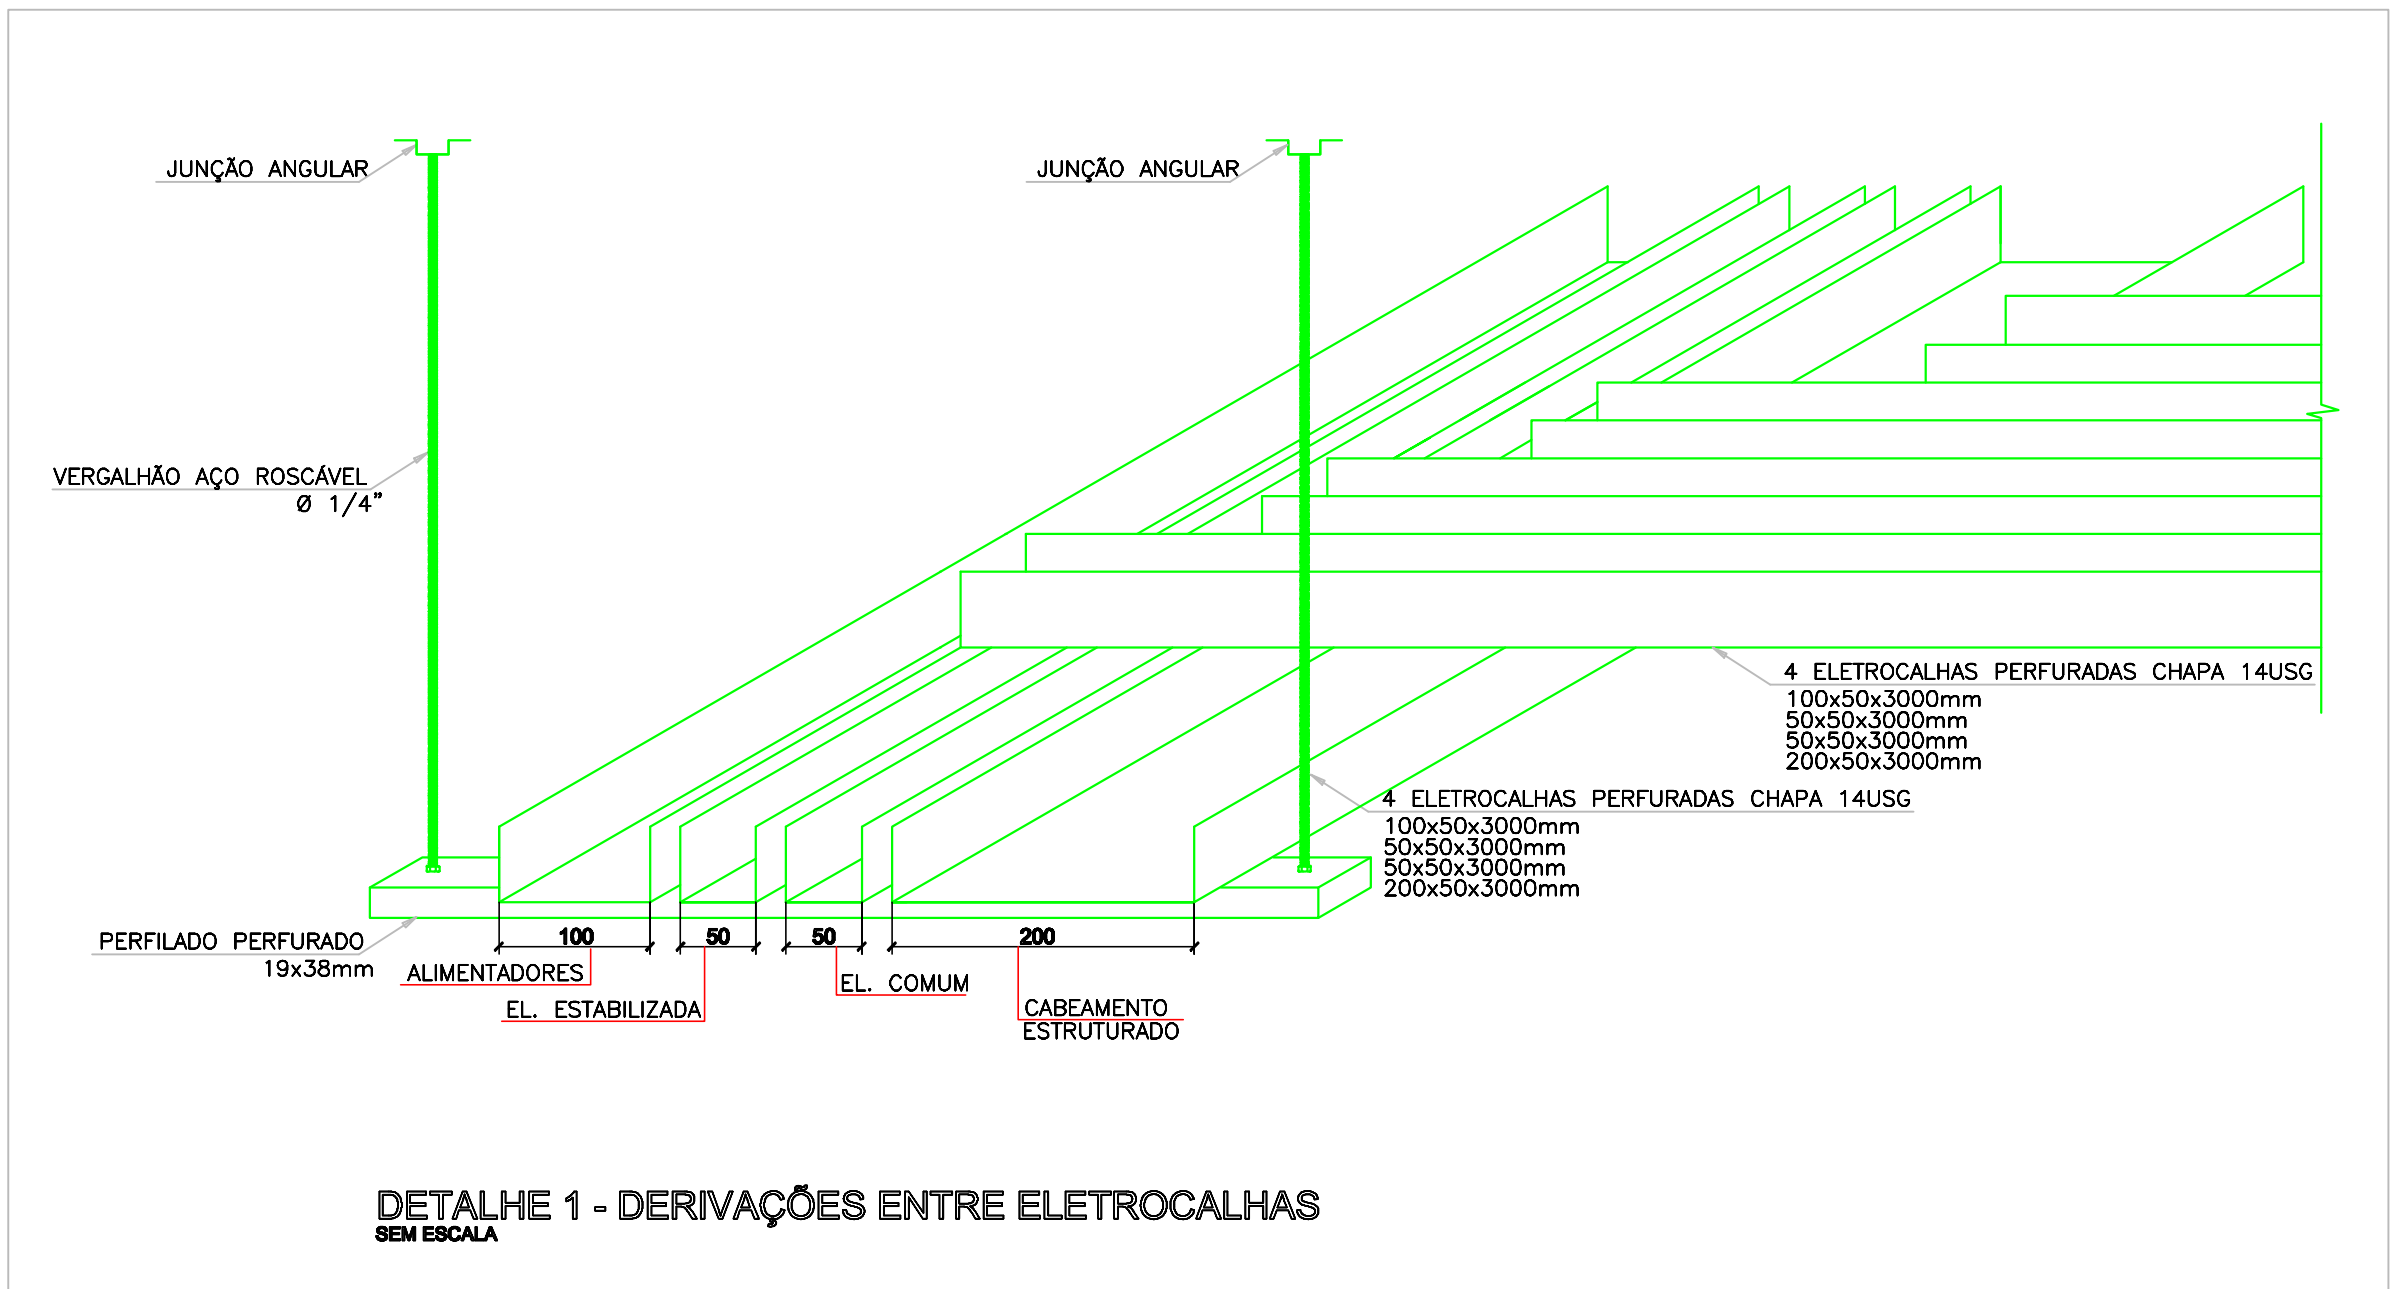 JUNÇÃO ANGULAR
JUNÇÃO ANGULAR
VERGALHÃO AÇO ROSCÁVEL
Ø 1/4"
4 ELETROCALHAS PERFURADAS CHAPA 14USG
100x50x3000mm
50x50x3000mm
50x50x3000mm
200x50x3000mm
4 ELETROCALHAS PERFURADAS CHAPA 14USG
100x50x3000mm
50x50x3000mm
50x50x3000mm
200x50x3000mm
PERFILADO PERFURADO
19x38mm
100
50
50
200
ALIMENTADORES
EL. ESTABILIZADA
EL. COMUM
CABEAMENTO
ESTRUTURADO
DETALHE 1 - DERIVAÇÕES ENTRE ELETROCALHAS
SEM ESCALA